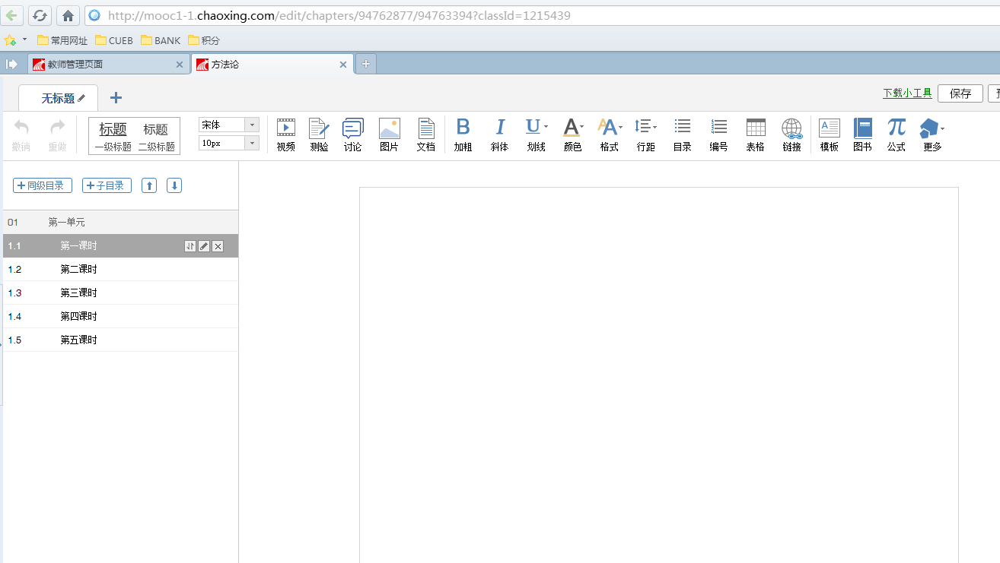 http://mooc1-1.chaoxing.com/edit/chapters/94762877/94763394?classId=1215439
常用网址 CUEB BANK 积分
教师管理页面 方法论
无标题
下载小工具 保存
撤销 重做 标题 一级标题 标题 二级标题 宋体 10px 视频 测验 讨论 图片 文档 B 加粗 I 斜体 U 划线 A 颜色 AA 格式 行距 目录 编号 表格 链接 A 模板 图书 π 公式 更多
+同级目录 +子目录
01 第一单元
1.1 第一课时
1.2 第二课时
1.3 第三课时
1.4 第四课时
1.5 第五课时